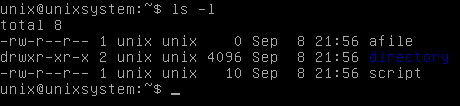 unix@unixsystem:~$ ls -l
total 8
-rw-r--r-- 1 unix unix    0 Sep  8 21:56 afile
drwxr-xr-x 2 unix unix 4096 Sep  8 21:56 directory
-rw-r--r-- 1 unix unix   10 Sep  8 21:56 script
unix@unixsystem:~$ _